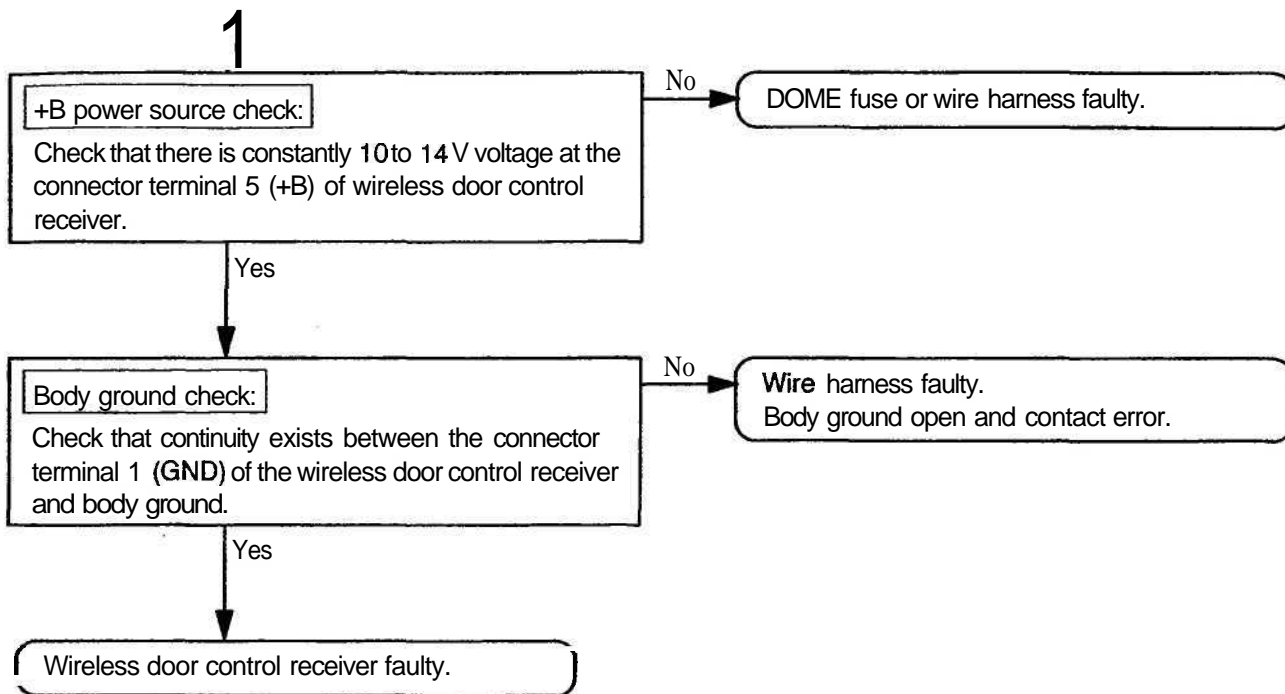 1
+B power source check:
Check that there is constantly 10 to 14 V voltage at the
connector terminal 5 (+B) of wireless door control
receiver.
No
DOME fuse or wire harness faulty.
Yes
Body ground check:
Check that continuity exists between the connector
terminal 1 (GND) of the wireless door control receiver
and body ground.
No
Wire harness faulty.
Body ground open and contact error.
Yes
Wireless door control receiver faulty.